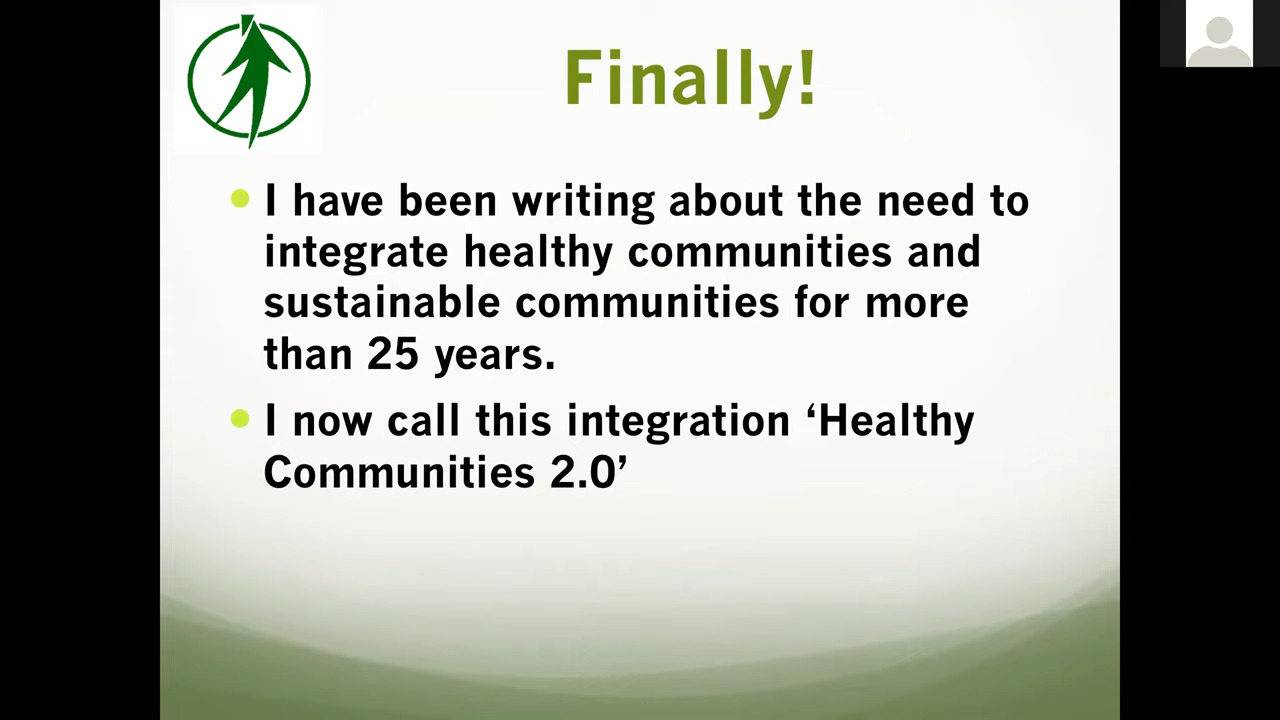 Finally!
I have been writing about the need to
integrate healthy communities and
sustainable communities for more
than 25 years.
I now call this integration ‘Healthy
Communities 2.0’